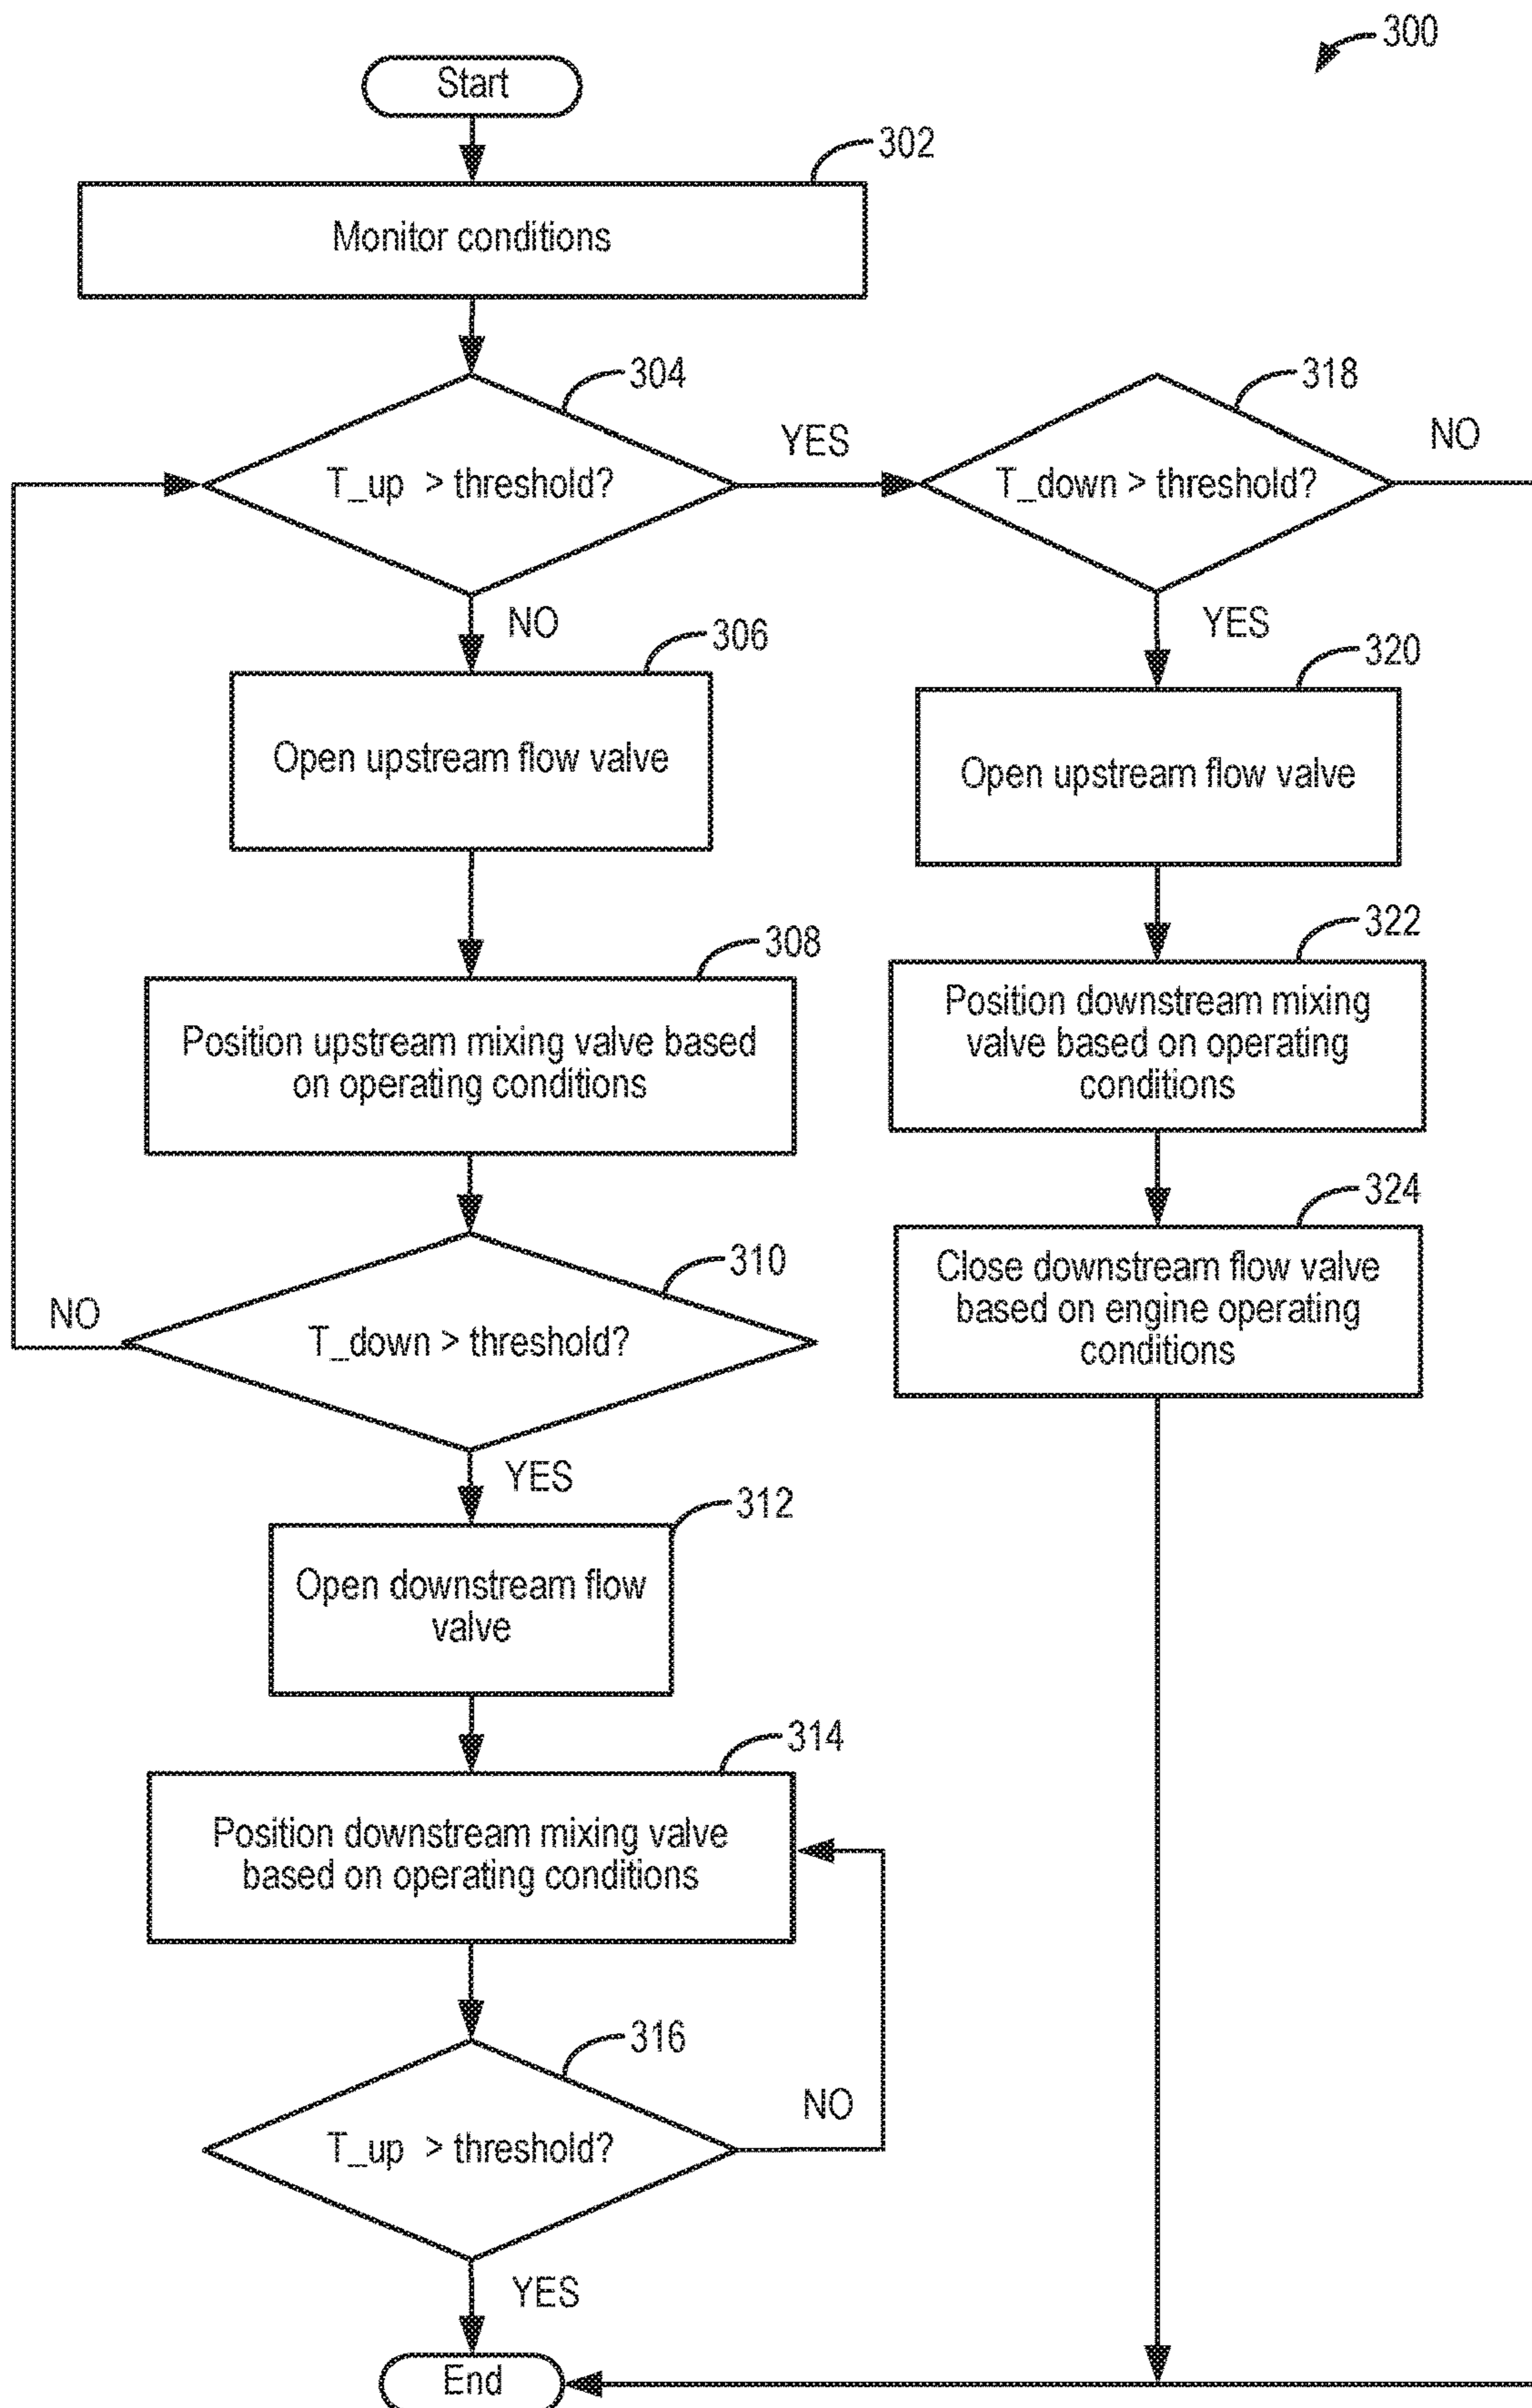 300
Start
302
Monitor conditions
304
T_up > threshold?
YES
318
T_down > threshold?
NO
NO
306
Open upstream flow valve
YES
320
Open upstream flow valve
308
Position upstream mixing valve based
on operating conditions
322
Position downstream mixing
valve based on operating
conditions
310
T_down > threshold?
NO
324
Close downstream flow valve
based on engine operating
conditions
YES
312
Open downstream flow
valve
314
Position downstream mixing valve
based on operating conditions
316
T_up > threshold?
NO
YES
End